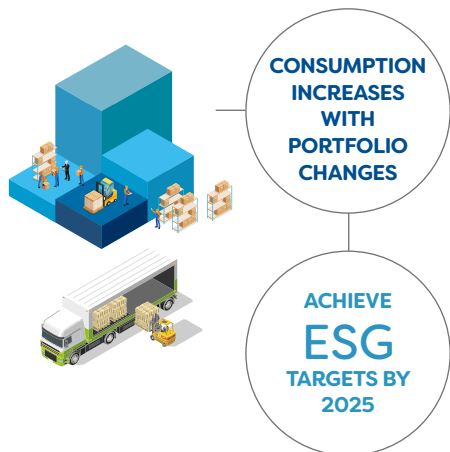 CONSUMPTION
INCREASES
WITH
PORTFOLIO
CHANGES
ACHIEVE
ESG
TARGETS BY
2025